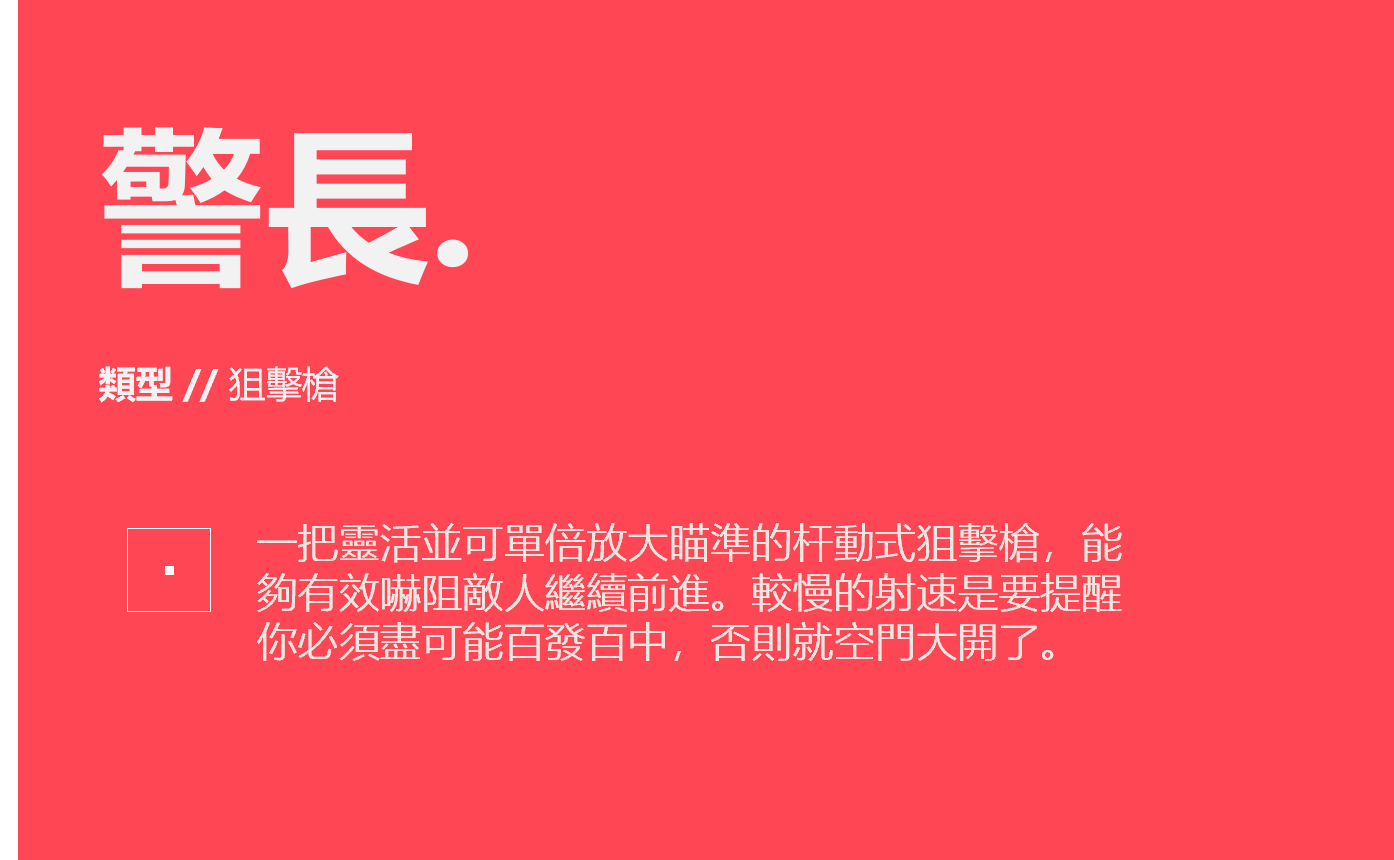 警長.
類型 // 狙擊槍
一把靈活並可單倍放大瞄準的杆動式狙擊槍，能
夠有效嚇阻敵人繼續前進。較慢的射速是要提醒
你必須盡可能百發百中，否則就空門大開了。